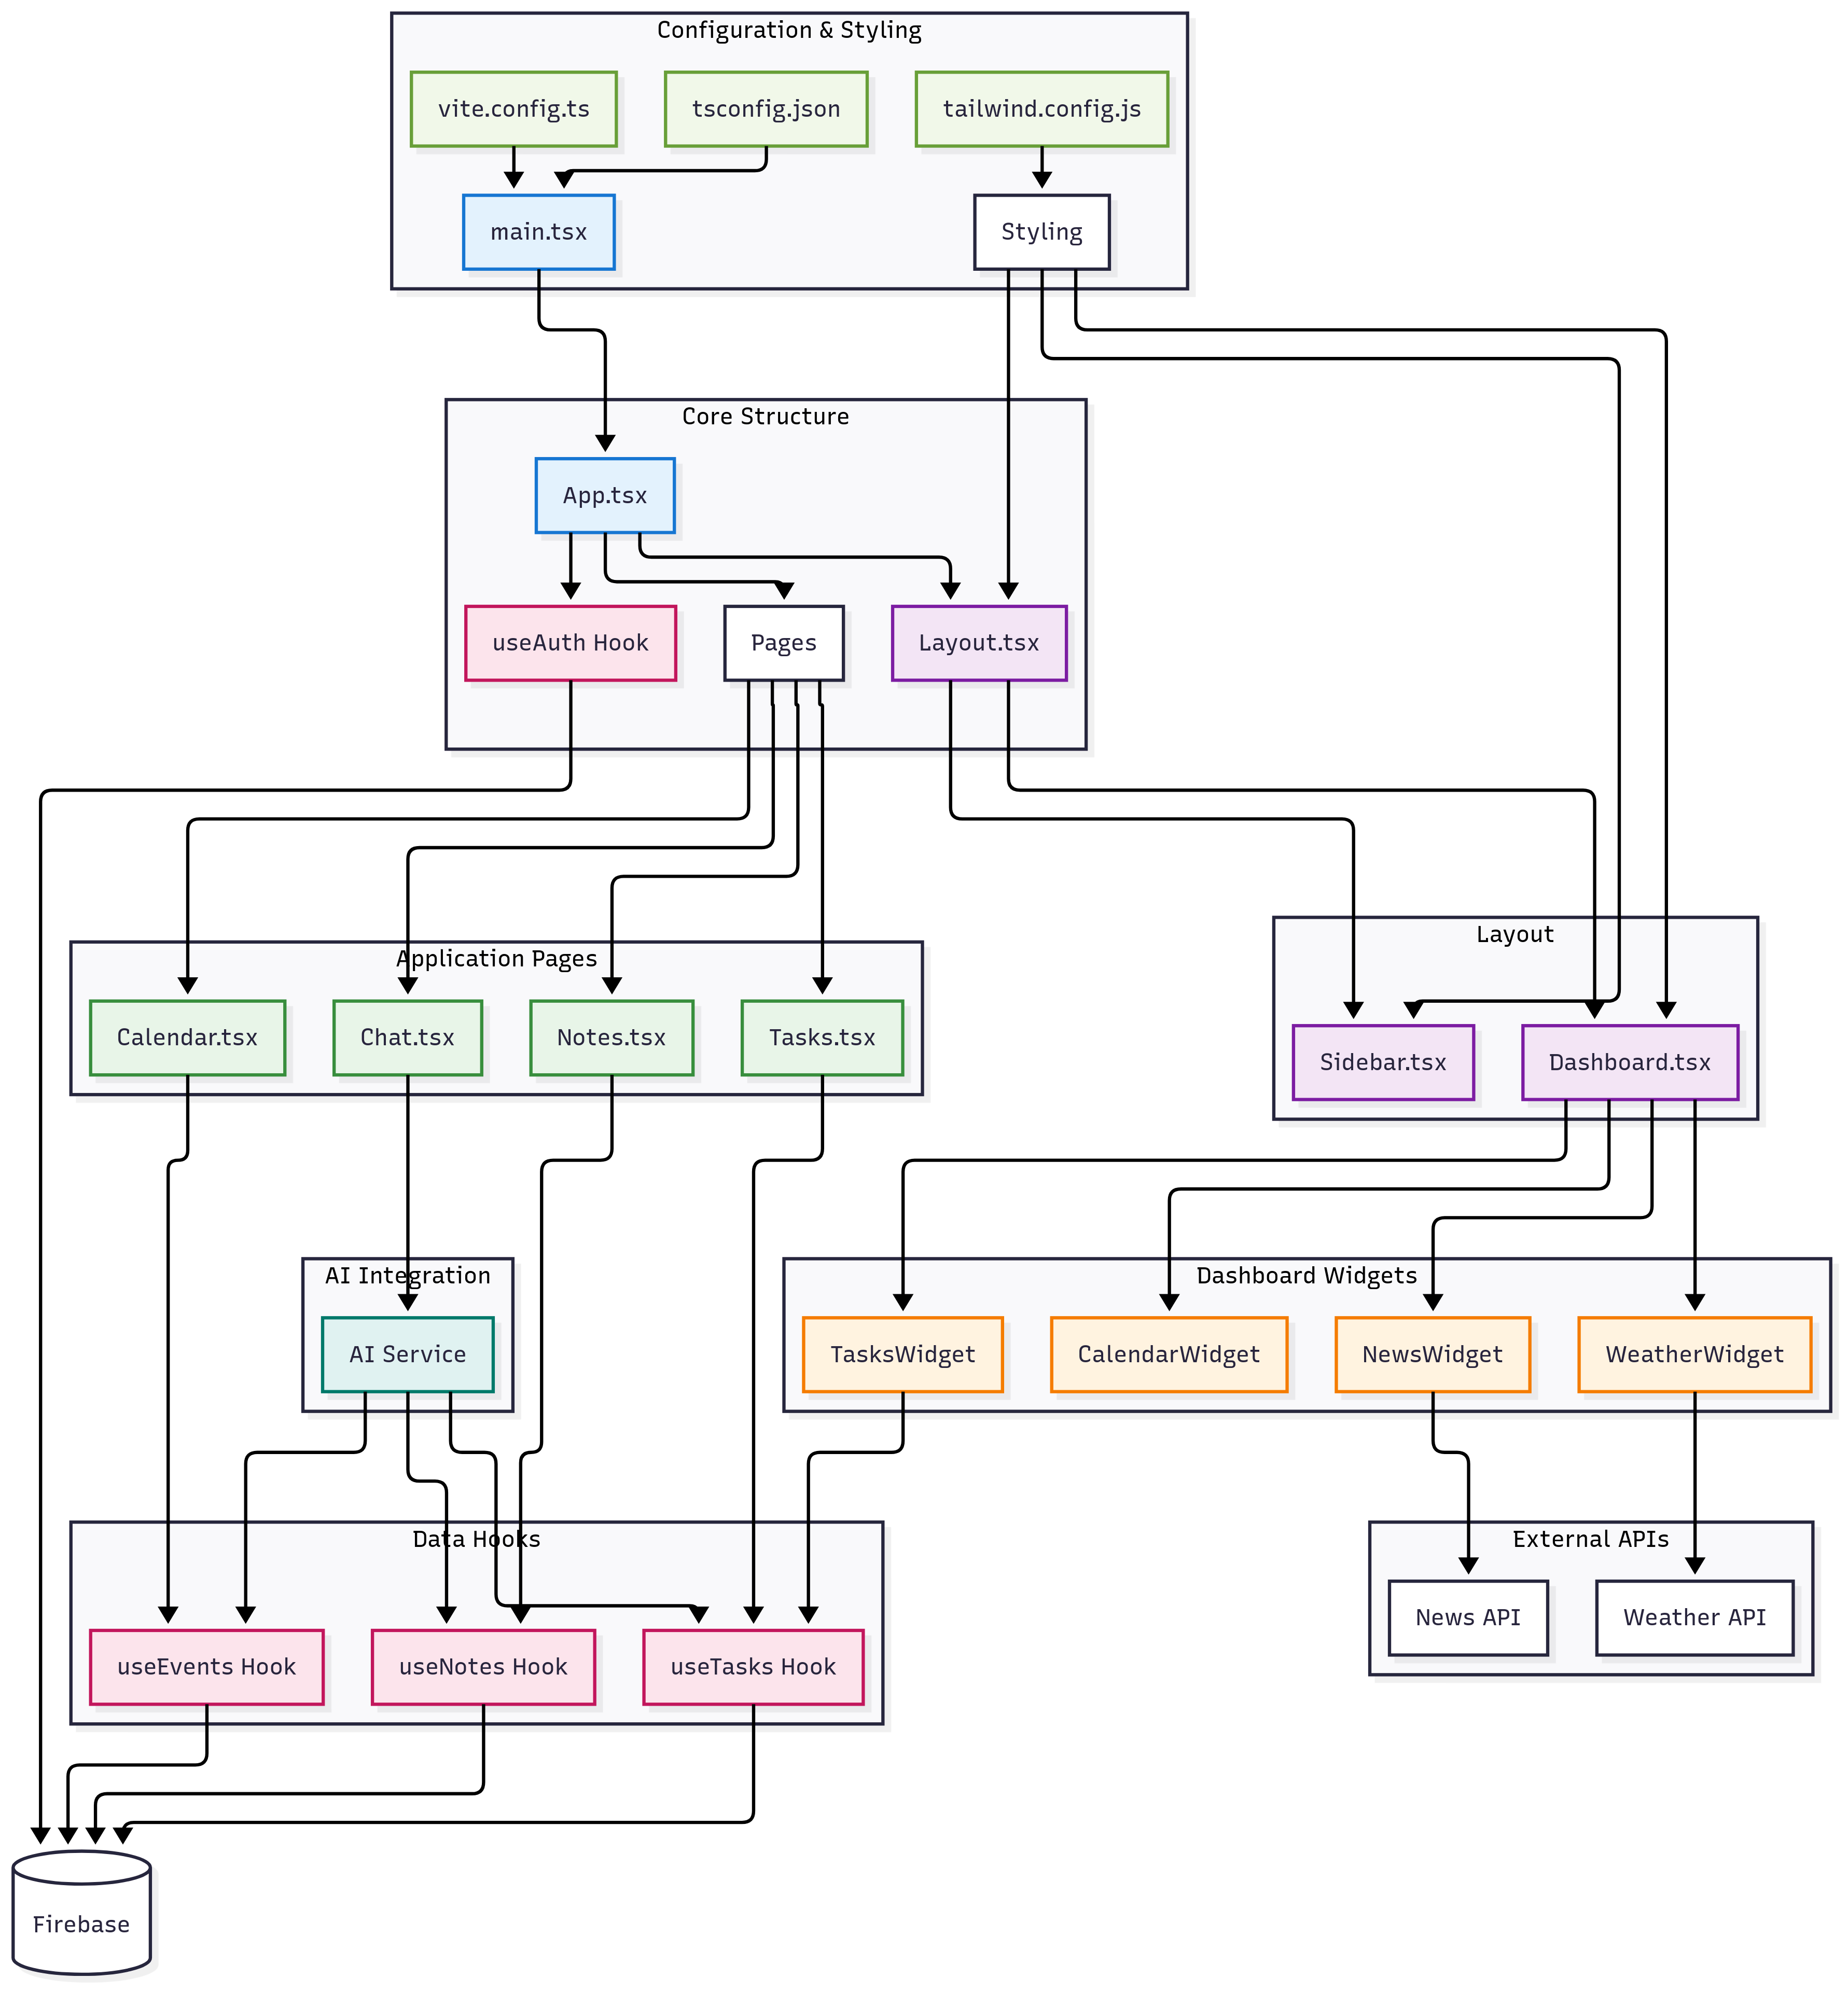 Configuration & Styling
vite.config.ts
tsconfig.json
tailwind.config.js
main.tsx
Styling
Core Structure
App.tsx
useAuth Hook
Pages
Layout.tsx
Application Pages
Calendar.tsx
Chat.tsx
Notes.tsx
Tasks.tsx
Layout
Sidebar.tsx
Dashboard.tsx
AI Integration
AI Service
Dashboard Widgets
TasksWidget
CalendarWidget
NewsWidget
WeatherWidget
Data Hooks
useEvents Hook
useNotes Hook
useTasks Hook
External APIs
News API
Weather API
Firebase